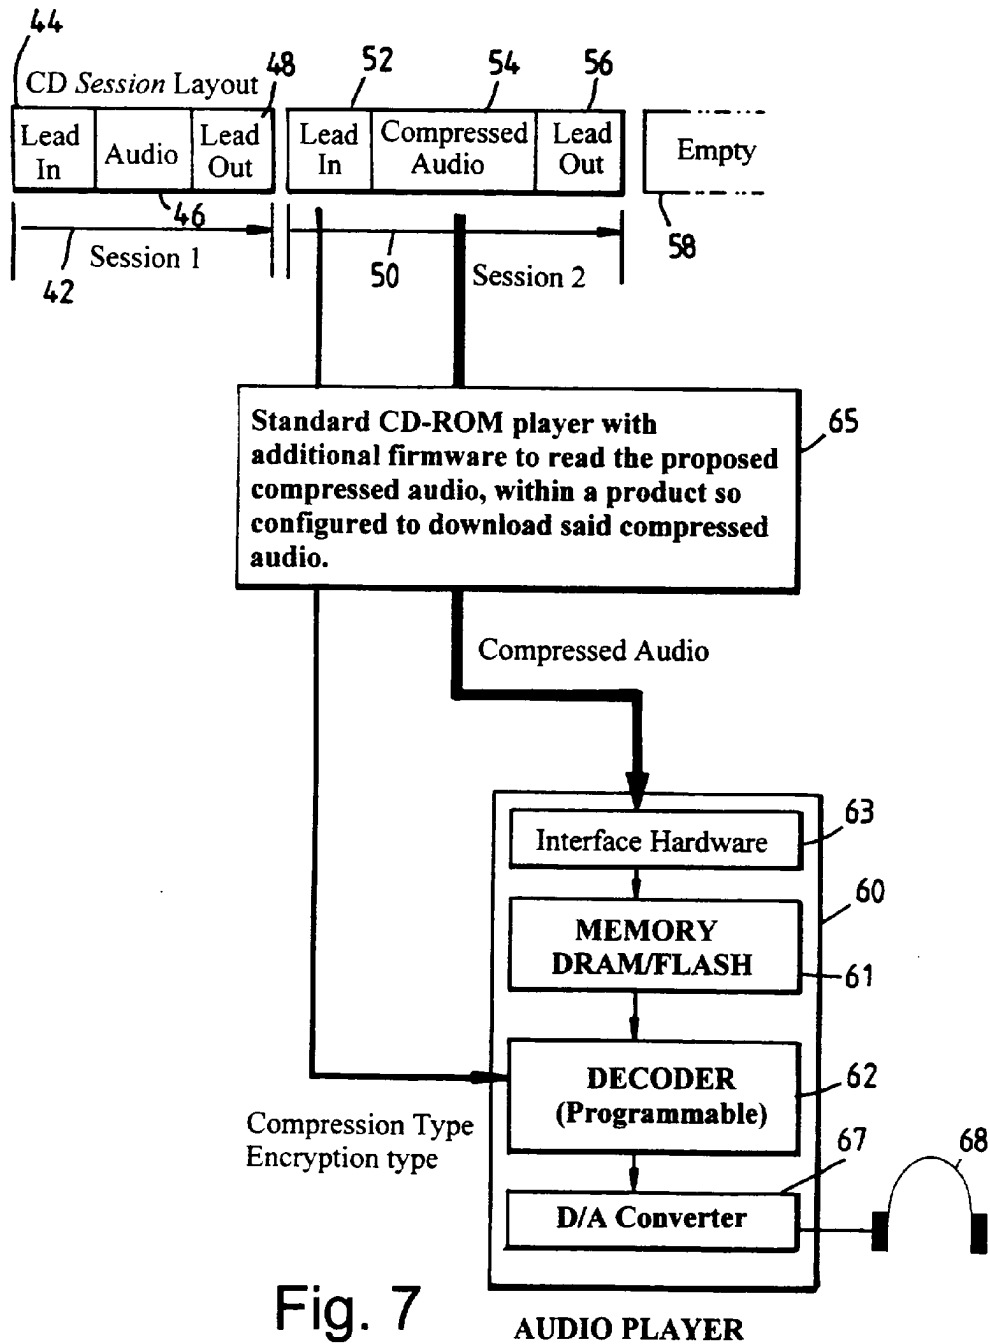 44
CD Session Layout
48
52
54
56
Lead In
Audio
Lead Out
Lead In
Compressed Audio
Lead Out
Empty
46
58
42
Session 1
50
Session 2
65
Standard CD-ROM player with
additional firmware to read the proposed
compressed audio, within a product so
configured to download said compressed
audio.
Compressed Audio
63
Interface Hardware
60
MEMORY
DRAM/FLASH
61
DECODER
(Programmable)
62
Compression Type
Encryption type
67
68
D/A Converter
Fig. 7
AUDIO PLAYER